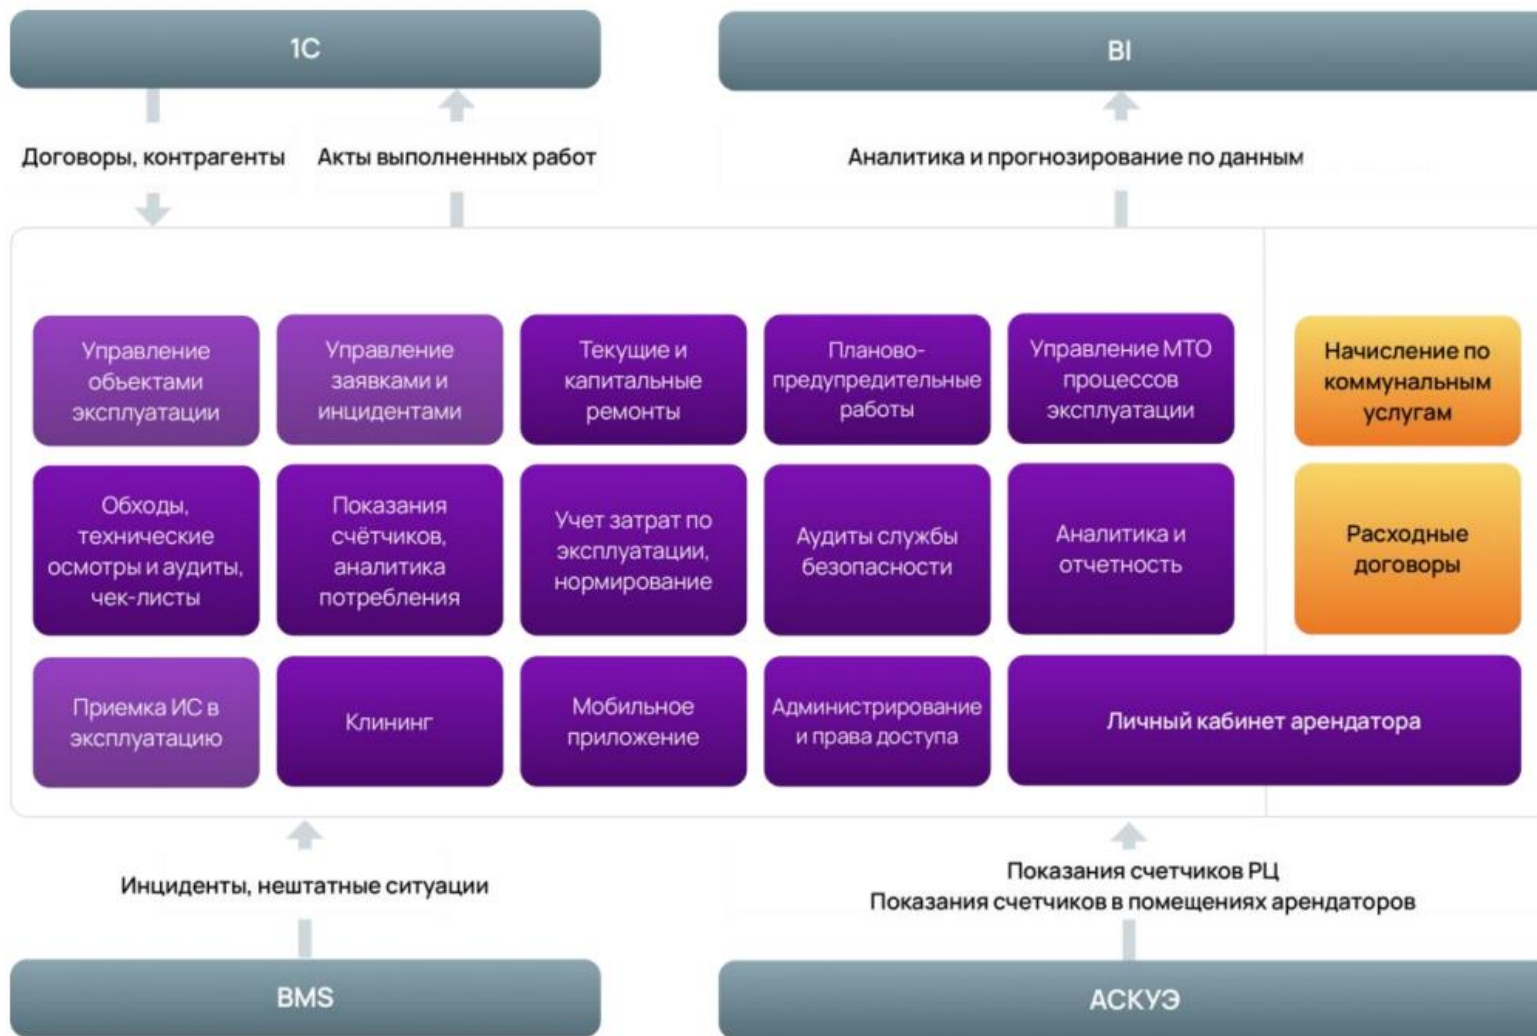 1С
BI
Договоры, контрагенты
Акты выполненных работ
Аналитика и прогнозирование по данным
Управление
объектами
эксплуатации
Управление
заявками и
инцидентами
Текущие и
капитальные
ремонты
Планово-
предупредительные
работы
Управление МТО
процессов
эксплуатации
Начисление по
коммунальным
услугам
Обходы,
технические
осмотры и аудиты,
чек-листы
Показания
счётчиков,
аналитика
потребления
Учет затрат по
эксплуатации,
нормирование
Аудиты службы
безопасности
Аналитика и
отчетность
Расходные
договоры
Приемка ИС в
эксплуатацию
Клининг
Мобильное
приложение
Администрирование
и права доступа
Личный кабинет арендатора
Инциденты, нештатные ситуации
Показания счетчиков РЦ
Показания счетчиков в помещениях арендаторов
BMS
АСКУЭ